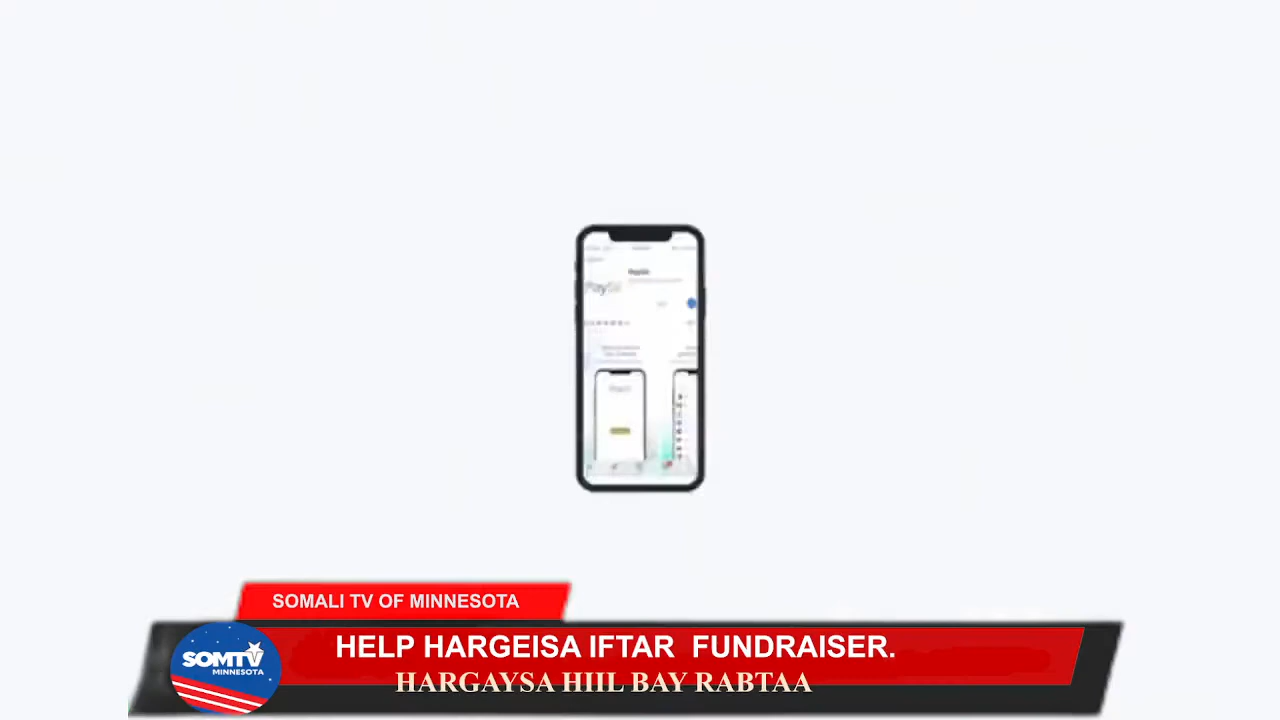 SOMALI TV OF MINNESOTA
HELP HARGEISA IFTAR FUNDRAISER.
HARGAYSA HIIL BAY RABTAA
SOMTV
MINNESOTA